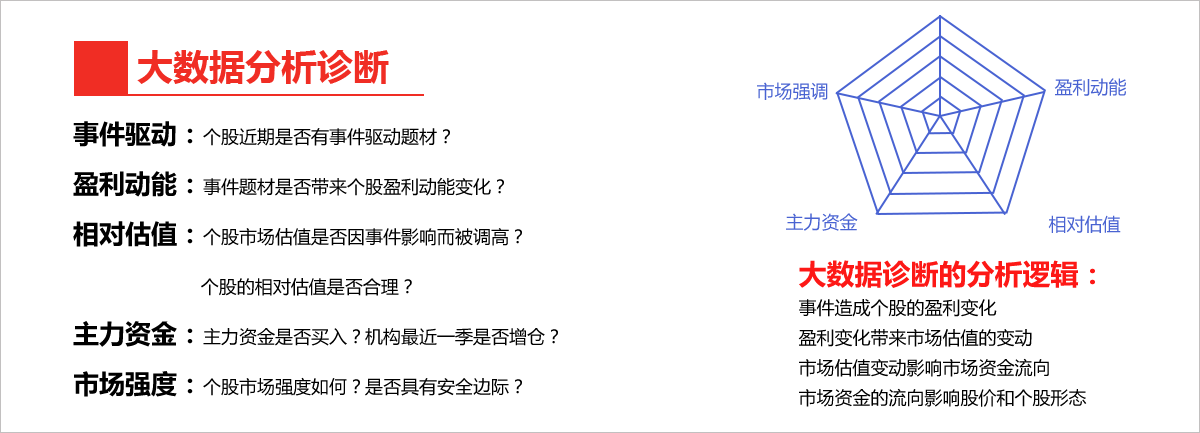 大数据分析诊断
事件驱动：个股近期是否有事件驱动题材？
盈利动能：事件题材是否带来个股盈利动能变化？
相对估值：个股市场估值是否因事件影响而被调高？
个股的相对估值是否合理？
主力资金：主力资金是否买入？机构最近一季是否增仓？
市场强度：个股市场强度如何？是否具有安全边际？
市场强调
盈利动能
主力资金
相对估值
大数据诊断的分析逻辑：
事件造成个股的盈利变化
盈利变化带来市场估值的变动
市场估值变动影响市场资金流向
市场资金的流向影响股价和个股形态